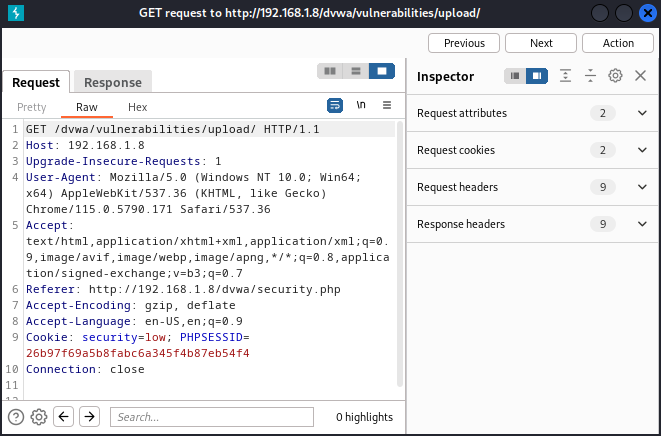 GET request to http://192.168.1.8/dvwa/vulnerabilities/upload/
Previous
Next
Action
Request
Response
Pretty
Raw
Hex
\n
1 GET /dvwa/vulnerabilities/upload/ HTTP/1.1
2 Host: 192.168.1.8
3 Upgrade-Insecure-Requests: 1
4 User-Agent: Mozilla/5.0 (Windows NT 10.0; Win64;
x64) AppleWebKit/537.36 (KHTML, like Gecko)
Chrome/115.0.5790.171 Safari/537.36
5 Accept:
text/html,application/xhtml+xml,application/xml;q=0.
9,image/avif,image/webp,image/apng,*/*;q=0.8,applica
tion/signed-exchange;v=b3;q=0.7
6 Referer: http://192.168.1.8/dvwa/security.php
7 Accept-Encoding: gzip, deflate
8 Accept-Language: en-US,en;q=0.9
9 Cookie: security=low; PHPSESSID=
26b97f69a5b8fabc6a345f4b87eb54f4
10 Connection: close
11
Search...
0 highlights
Inspector
Request attributes 2
Request cookies 2
Request headers 9
Response headers 9